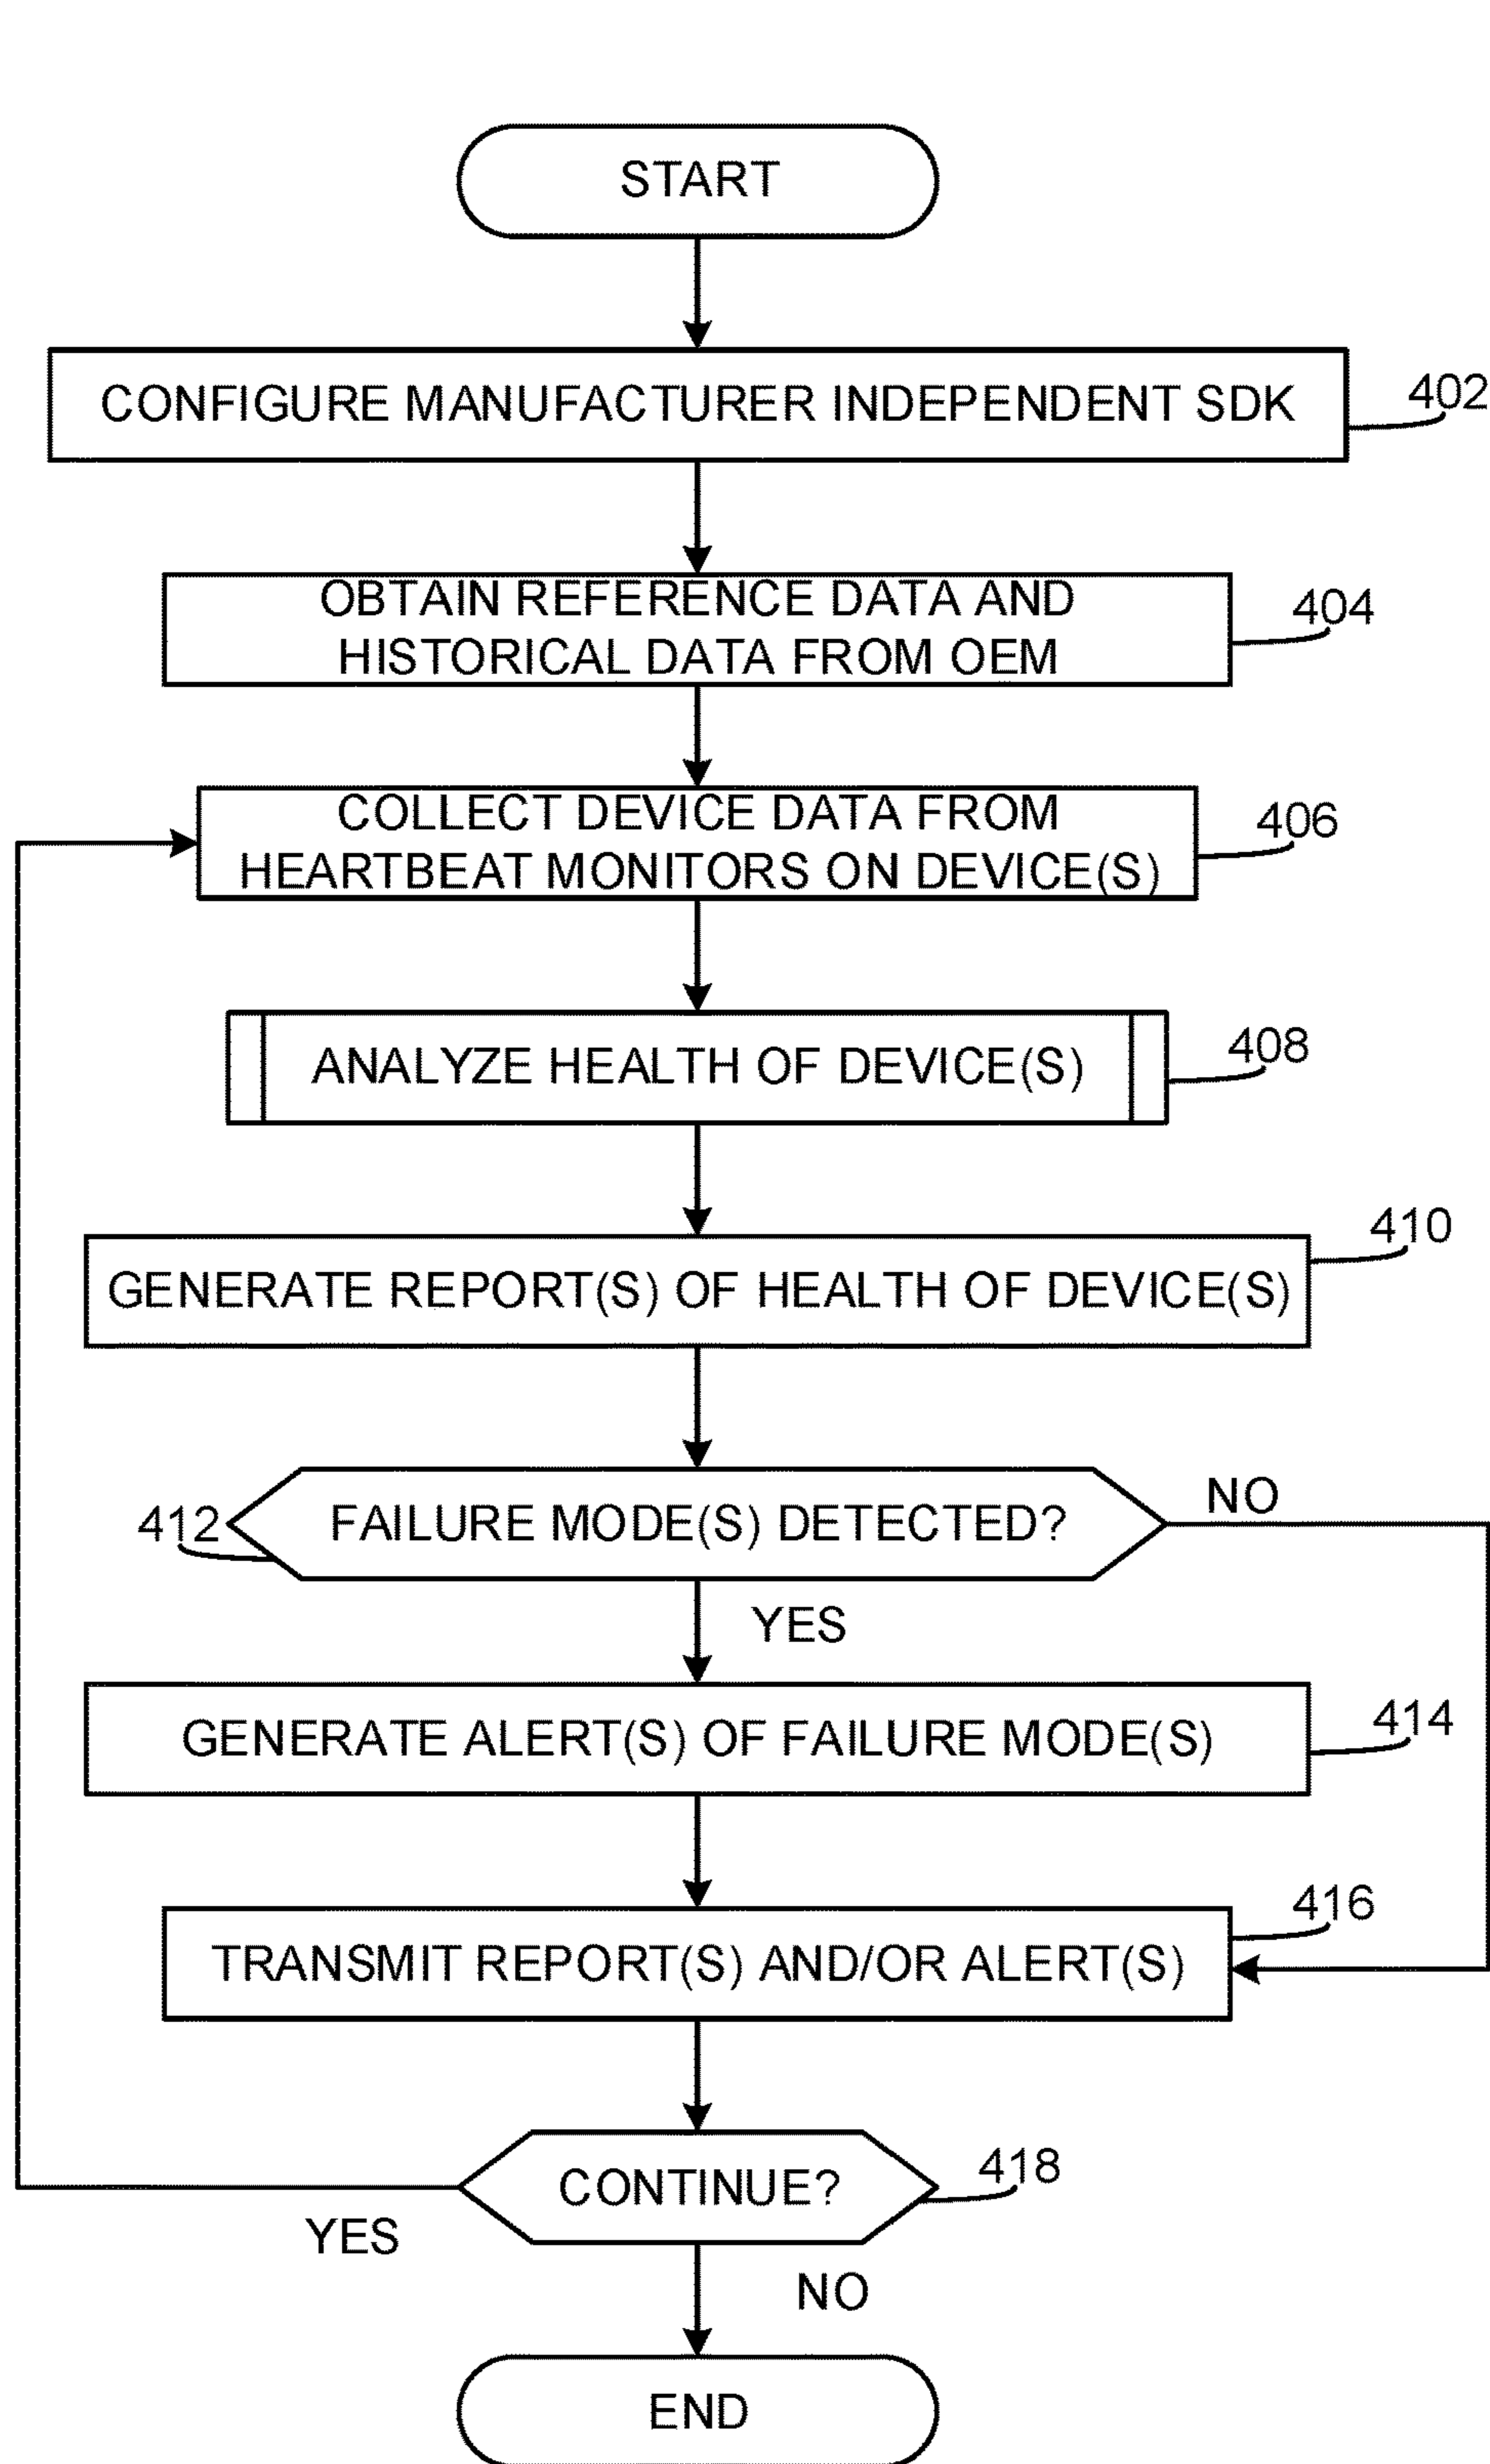 START
CONFIGURE MANUFACTURER INDEPENDENT SDK
402
OBTAIN REFERENCE DATA AND
HISTORICAL DATA FROM OEM
404
COLLECT DEVICE DATA FROM
HEARTBEAT MONITORS ON DEVICE(S)
406
ANALYZE HEALTH OF DEVICE(S)
408
GENERATE REPORT(S) OF HEALTH OF DEVICE(S)
410
412
FAILURE MODE(S) DETECTED?
NO
YES
GENERATE ALERT(S) OF FAILURE MODE(S)
414
TRANSMIT REPORT(S) AND/OR ALERT(S)
416
CONTINUE?
418
YES
NO
END